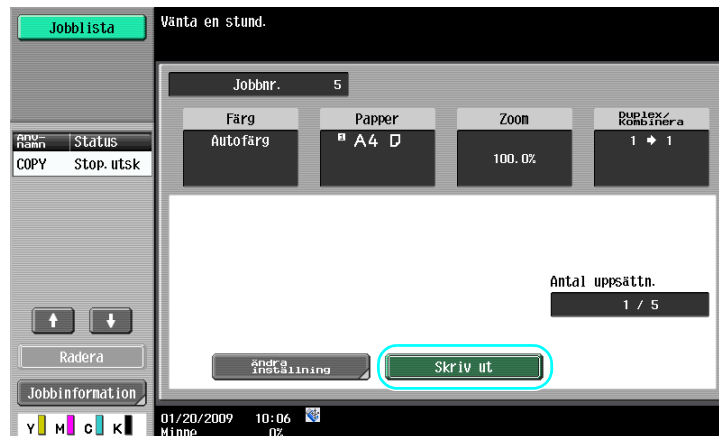 Jobblista
Vänta en stund.
Jobbnr. 5
Färg
Papper
Zoom
Duplex/
Kombinera
Autofärg
1 A4
100.0%
1 → 1
Anv-
namn
Status
COPY Stop.utsk
Antal uppsättn.
1 / 5
Radera
Ändra
inställning
Skriv ut
Jobbinformation
Y M C K
01/20/2009 10:06
Minne 0%